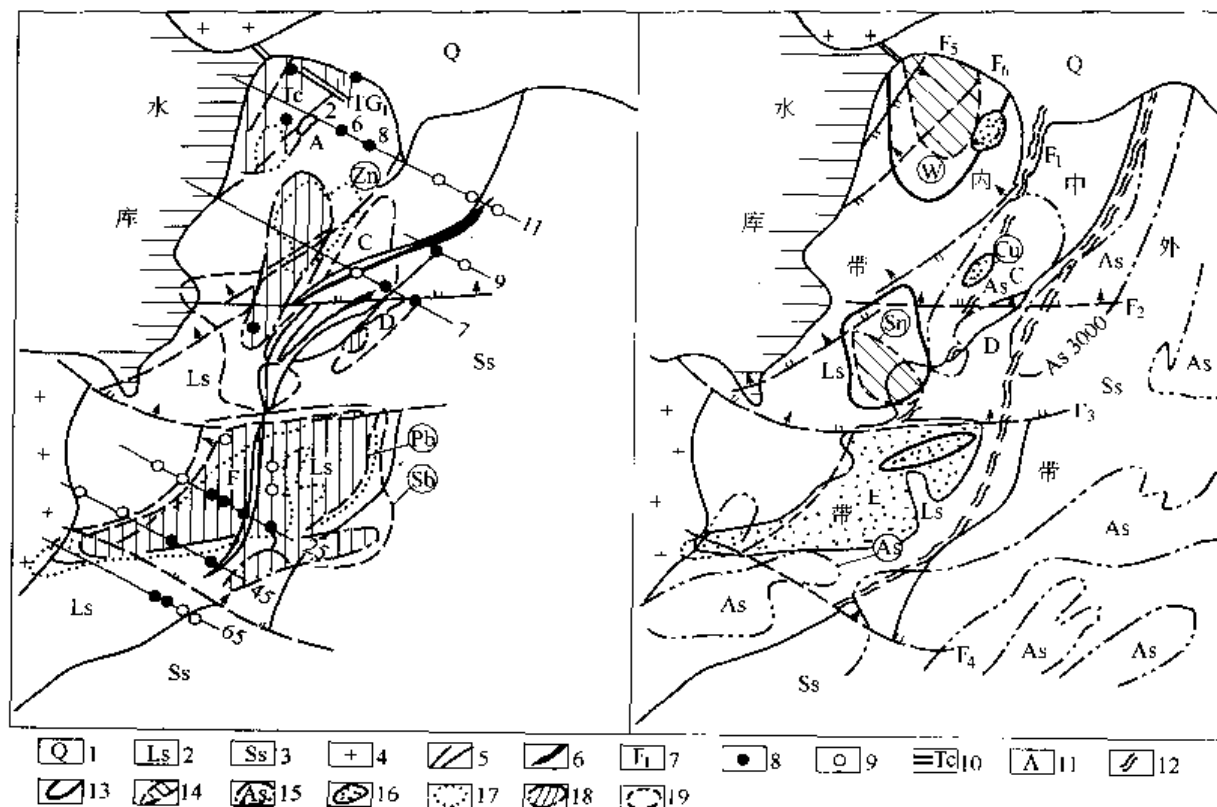 Q
水
Tc
TG₁
2
6
8
A
Zn
库
11
C
9
7
D
Ls
Ss
Pb
F
Ls
Sb
25
45
Ls
65
Ss
F₅
F₆
Q
水
W
内
F₁
中
库
外
Cu
带
C
As
As
F₂
Sn
D
As 3000
Ls
Ss
As
F₃
带
E
带
Ls
As
As
As
F₄
As
As
Ss
Q 1 Ls 2 Ss 3 + 4 5 6 F₁ 7 8 9 Tc 10 A 11 12
13 14 As 15 16 17 18 19